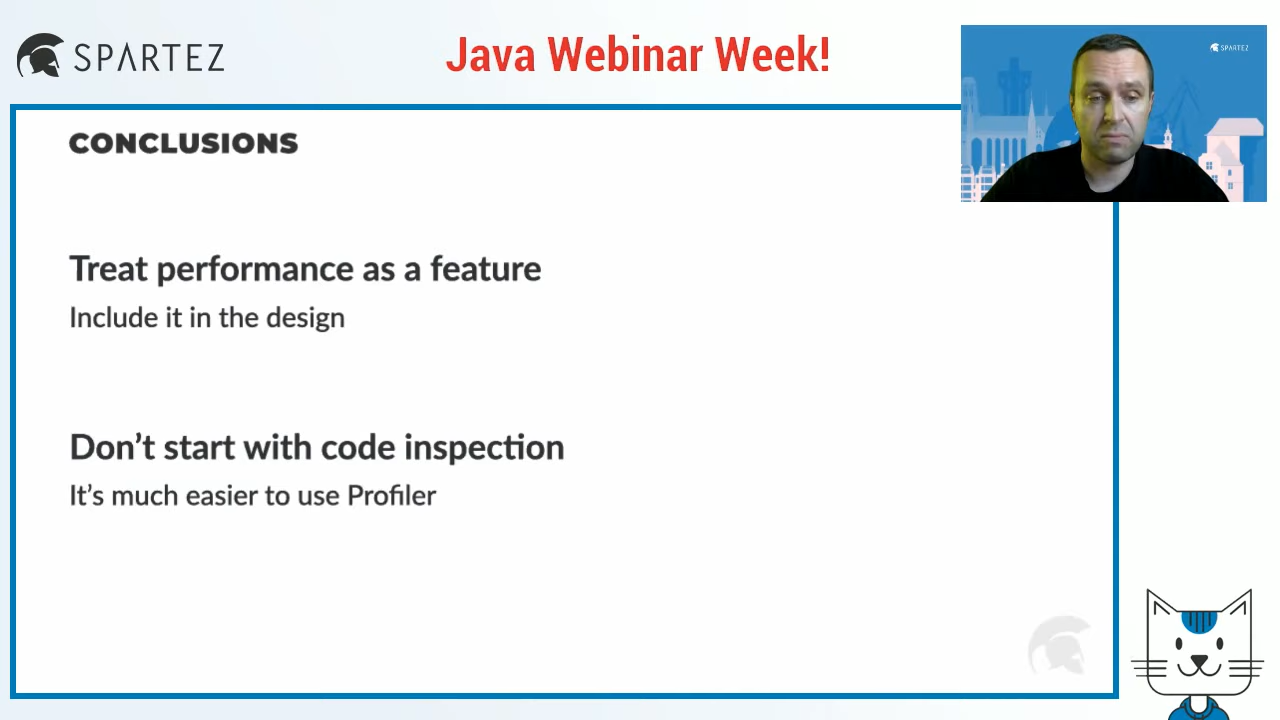 SPARTEZ
Java Webinar Week!
SPARTEZ
CONCLUSIONS
Treat performance as a feature
Include it in the design
Don’t start with code inspection
It’s much easier to use Profiler